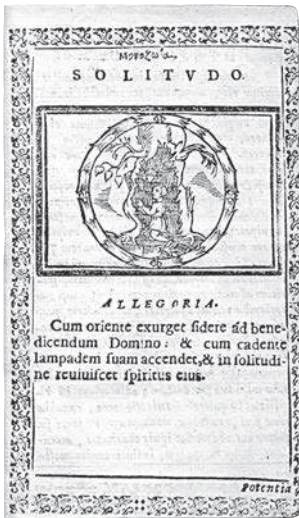 Μονοζωία.
SOLITVDO.
ALLEGORIA.
Cum oriente exurget sidere ad bene-
dicendum Domino: & cum cadente
lampadem suam accendet, & in solitudi-
ne reuiuiscet spiritus eius.
Potentia